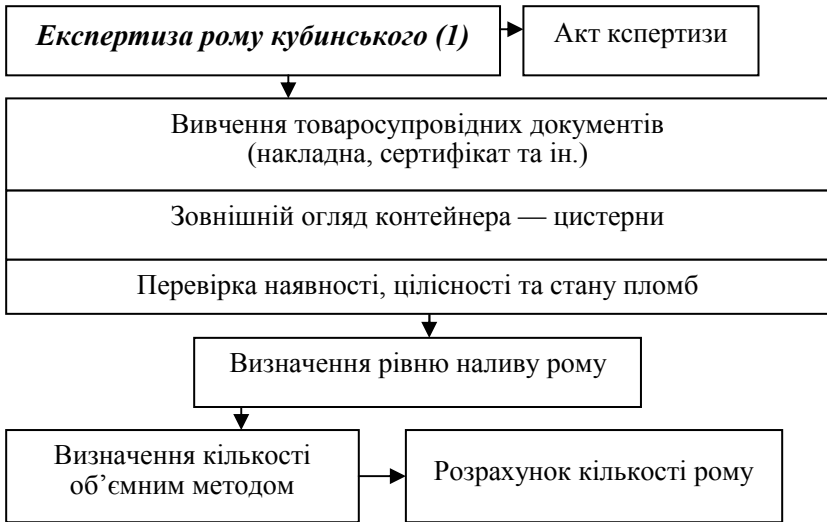 Експертиза рому кубинського (1)
Акт кспертизи
Вивчення товаросупровідних документів
(накладна, сертифікат та ін.)
Зовнішній огляд контейнера — цистерни
Перевірка наявності, цілісності та стану пломб
Визначення рівню наливу рому
Визначення кількості
об’ємним методом
Розрахунок кількості рому